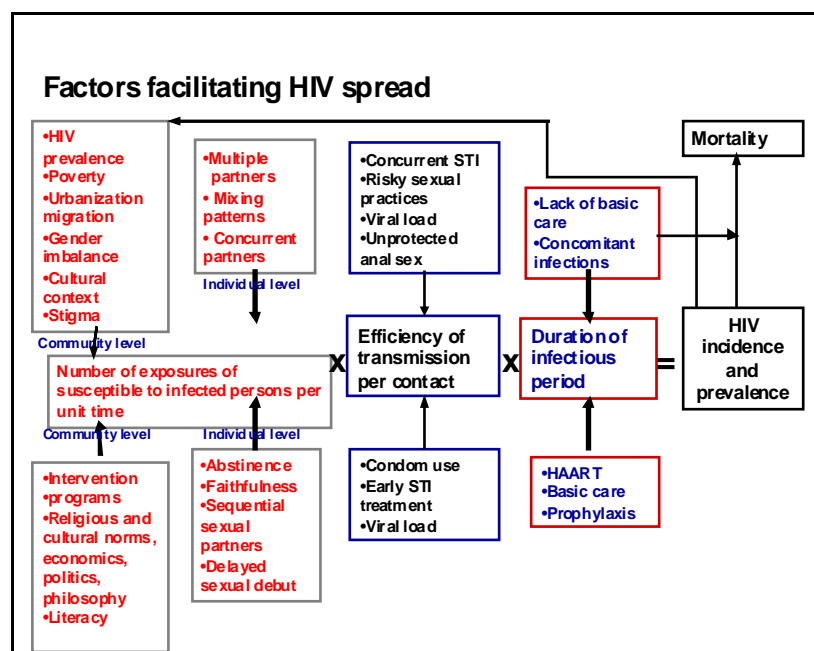 Factors facilitating HIV spread
•HIV
prevalence
•Poverty
•Urbanization
migration
•Gender
imbalance
•Cultural
context
•Stigma
Community level
•Multiple
partners
• Mixing
patterns
• Concurrent
partners
Individual level
•Concurrent STI
•Risky sexual
practices
•Viral load
•Unprotected
anal sex
•Lack of basic
care
•Concomitant
infections
Mortality
Number of exposures of
susceptible to infected persons per
unit time
x
Efficiency of
transmission
per contact
x
Duration of
infectious
period
=
HIV
incidence
and
prevalence
Community level
Individual level
•Intervention
•programs
•Religious and
cultural norms,
economics,
politics,
philosophy
•Literacy
•Abstinence
•Faithfulness
•Sequential
sexual
partners
•Delayed
sexual debut
•Condom use
•Early STI
treatment
•Viral load
•HAART
•Basic care
•Prophylaxis